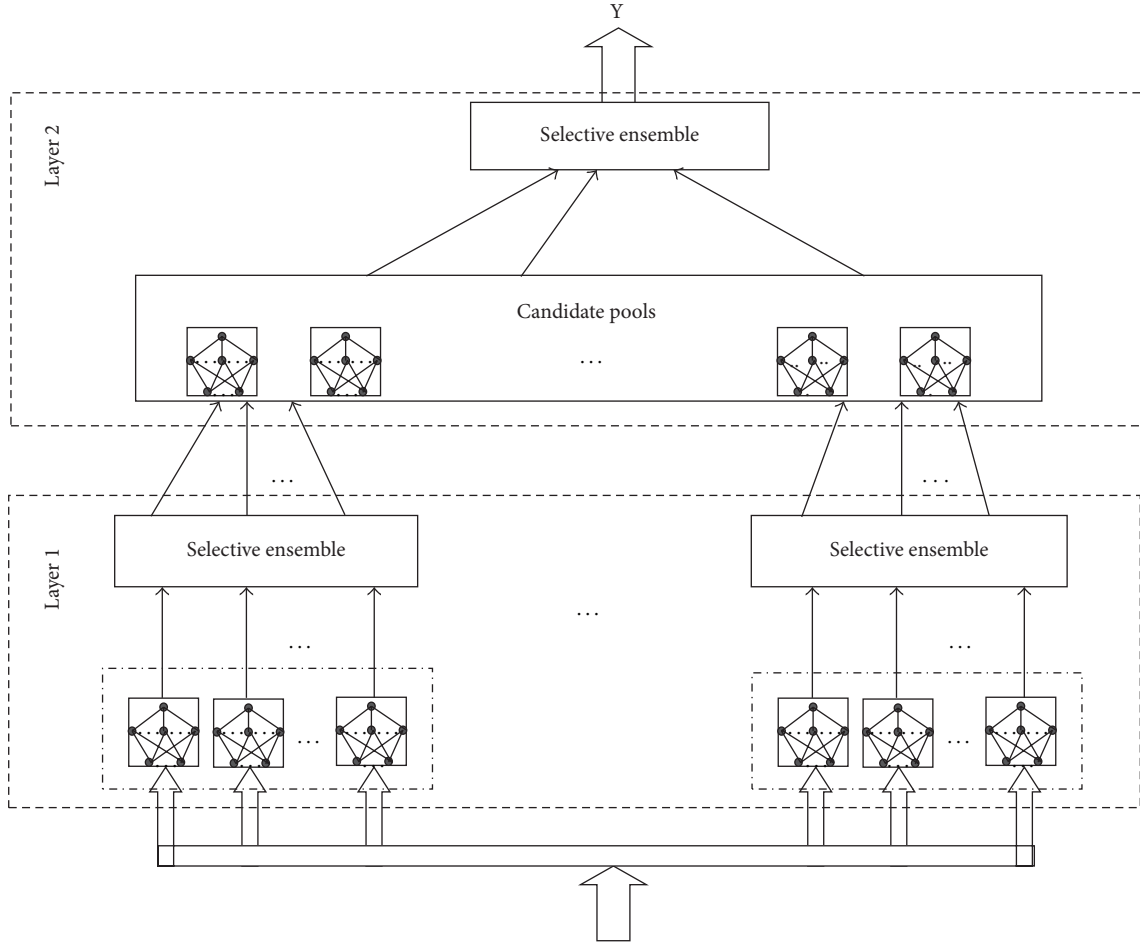 Y
Layer 2
Selective ensemble
Candidate pools
...
...
...
Layer 1
Selective ensemble
Selective ensemble
...
...
...
...
...